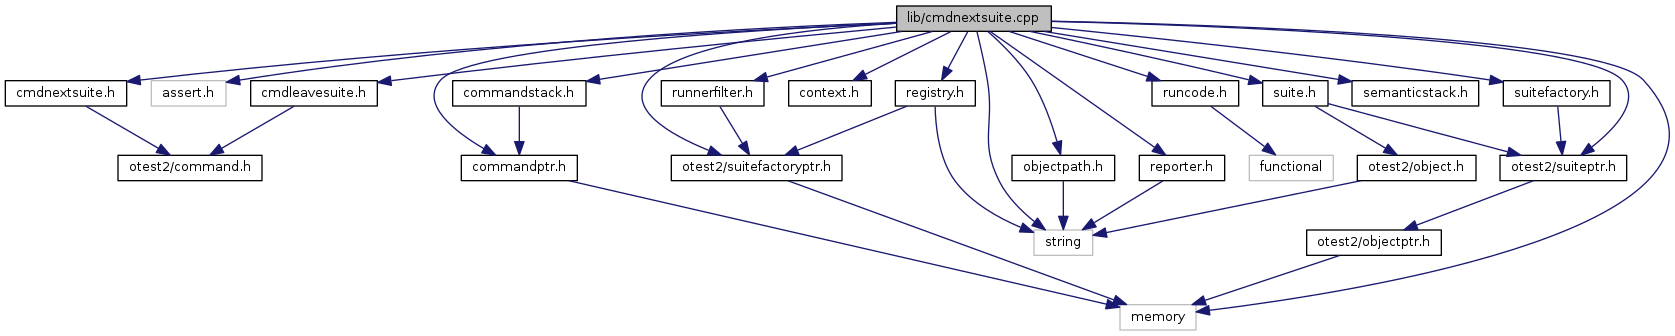 lib/cmdnextsuite.cpp
cmdnextsuite.h
assert.h
cmdleavesuite.h
commandstack.h
runnerfilter.h
context.h
registry.h
runcode.h
suite.h
semanticstack.h
suitefactory.h
otest2/command.h
commandptr.h
otest2/suitefactoryptr.h
objectpath.h
reporter.h
functional
otest2/object.h
otest2/suiteptr.h
string
otest2/objectptr.h
memory